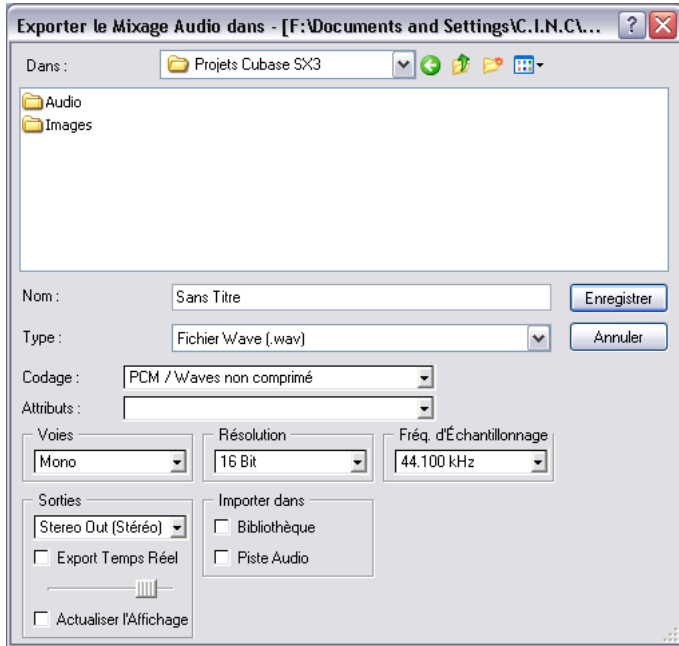 Exporter le Mixage Audio dans - [F:\Documents and Settings\C.I.N.C\...
Dans :
Projets Cubase SX3
Audio
Images
Nom :
Sans Titre
Enregistrer
Type :
Fichier Wave (.wav)
Annuler
Codage :
PCM / Waves non comprimé
Attributs :
Voies
Résolution
Fréq. d'Échantillonnage
Mono
16 Bit
44.100 kHz
Sorties
Importer dans
Stereo Out (Stéréo)
Bibliothèque
Export Temps Réel
Piste Audio
Actualiser l'Affichage